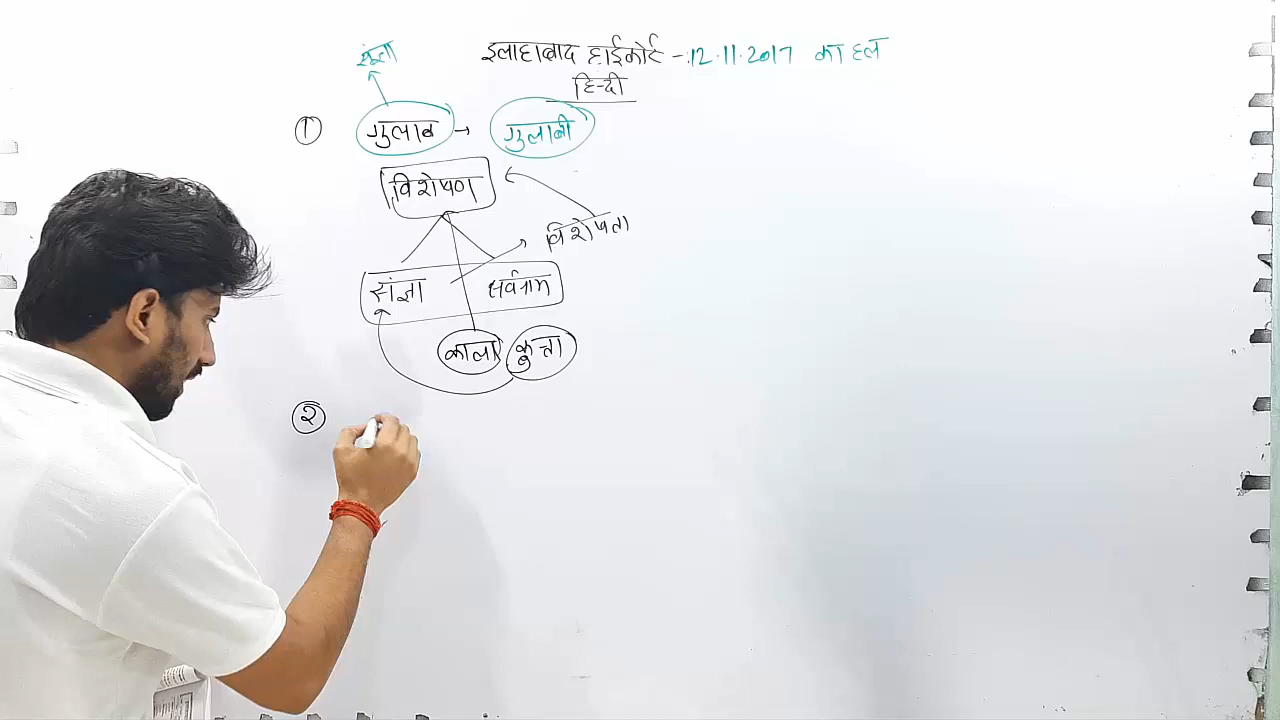 संज्ञा
इलाहाबाद हाईकोर्ट - 12.11.2017 का हल
हिन्दी
① गुलाब → गुलाबी
विशेषण
विशेषता
संज्ञा सर्वनाम
काला कुत्ता
②